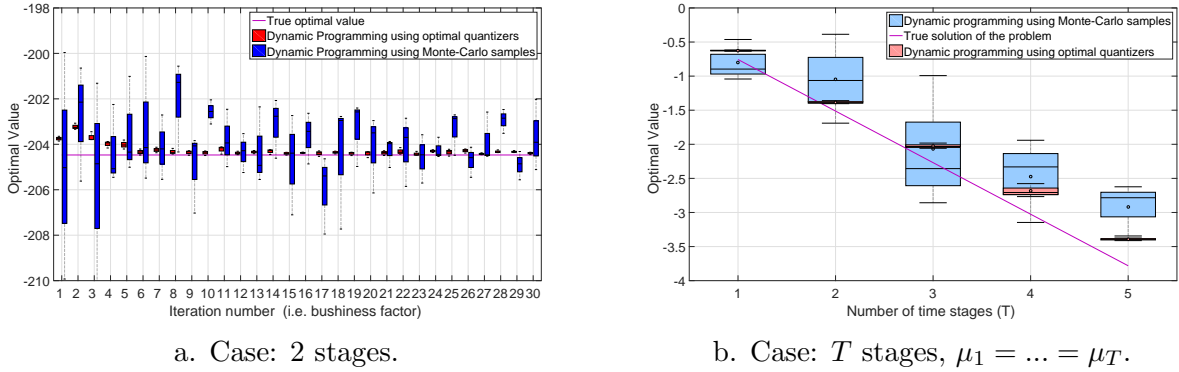 -198
-200
-202
-204
-206
-208
-210
Optimal Value
True optimal value
Dynamic Programming using optimal quantizers
Dynamic Programming using Monte-Carlo samples
1 2 3 4 5 6 7 8 9 10 11 12 13 14 15 16 17 18 19 20 21 22 23 24 25 26 27 28 29 30
Iteration number (i.e. bushiness factor)
a. Case: 2 stages.
0
-0.5
-1
-1.5
-2
-2.5
-3
-3.5
-4
Optimal Value
Dynamic programming using Monte-Carlo samples
True solution of the problem
Dynamic programming using optimal quantizers
1 2 3 4 5
Number of time stages (T)
b. Case: T stages, μ₁ = ... = μ_T.